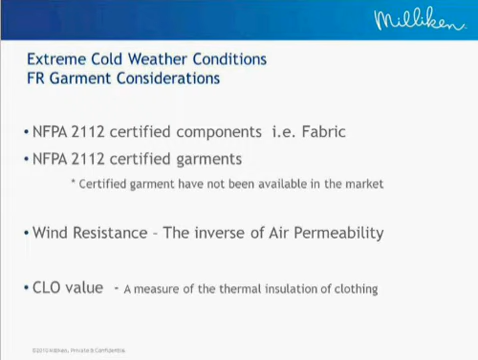 Milliken.
Extreme Cold Weather Conditions
FR Garment Considerations
• NFPA 2112 certified components i.e. Fabric
• NFPA 2112 certified garments
* Certified garment have not been available in the market
• Wind Resistance – The inverse of Air Permeability
• CLO value - A measure of the thermal insulation of clothing
©2010 Milliken, Private & Confidential